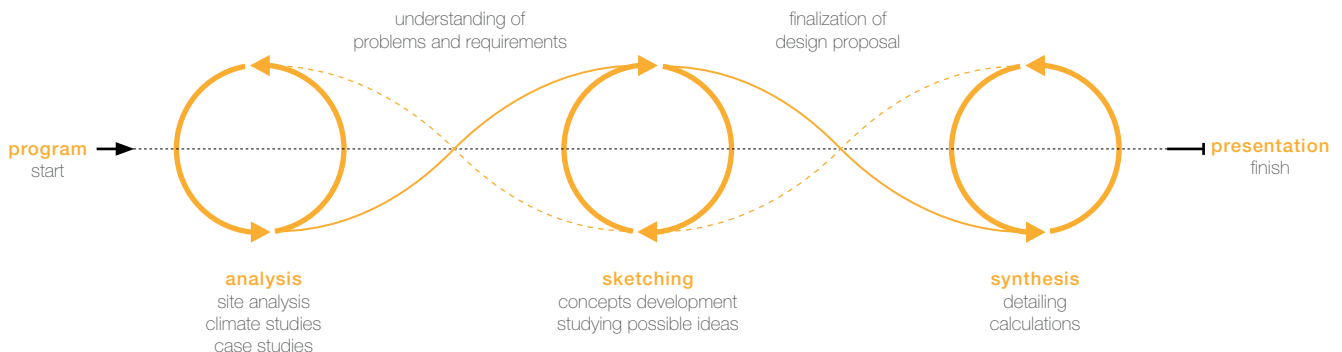 understanding of
problems and requirements
finalization of
design proposal
program
start
presentation
finish
analysis
site analysis
climate studies
case studies
sketching
concepts development
studying possible ideas
synthesis
detailing
calculations